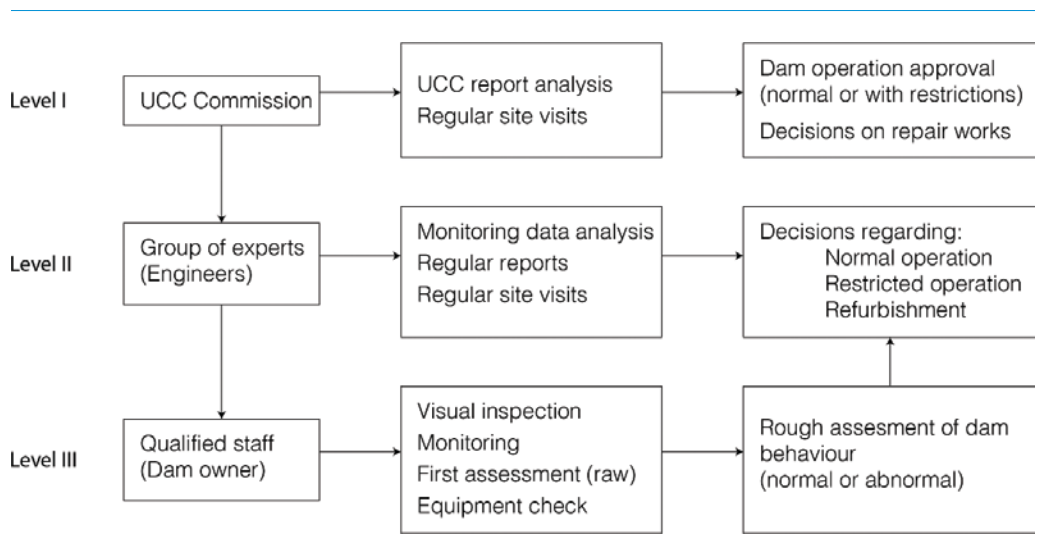 Level I
UCC Commission
UCC report analysis
Regular site visits
Dam operation approval
(normal or with restrictions)
Decisions on repair works
Level II
Group of experts
(Engineers)
Monitoring data analysis
Regular reports
Regular site visits
Decisions regarding:
Normal operation
Restricted operation
Refurbishment
Level III
Qualified staff
(Dam owner)
Visual inspection
Monitoring
First assessment (raw)
Equipment check
Rough assesment of dam
behaviour
(normal or abnormal)